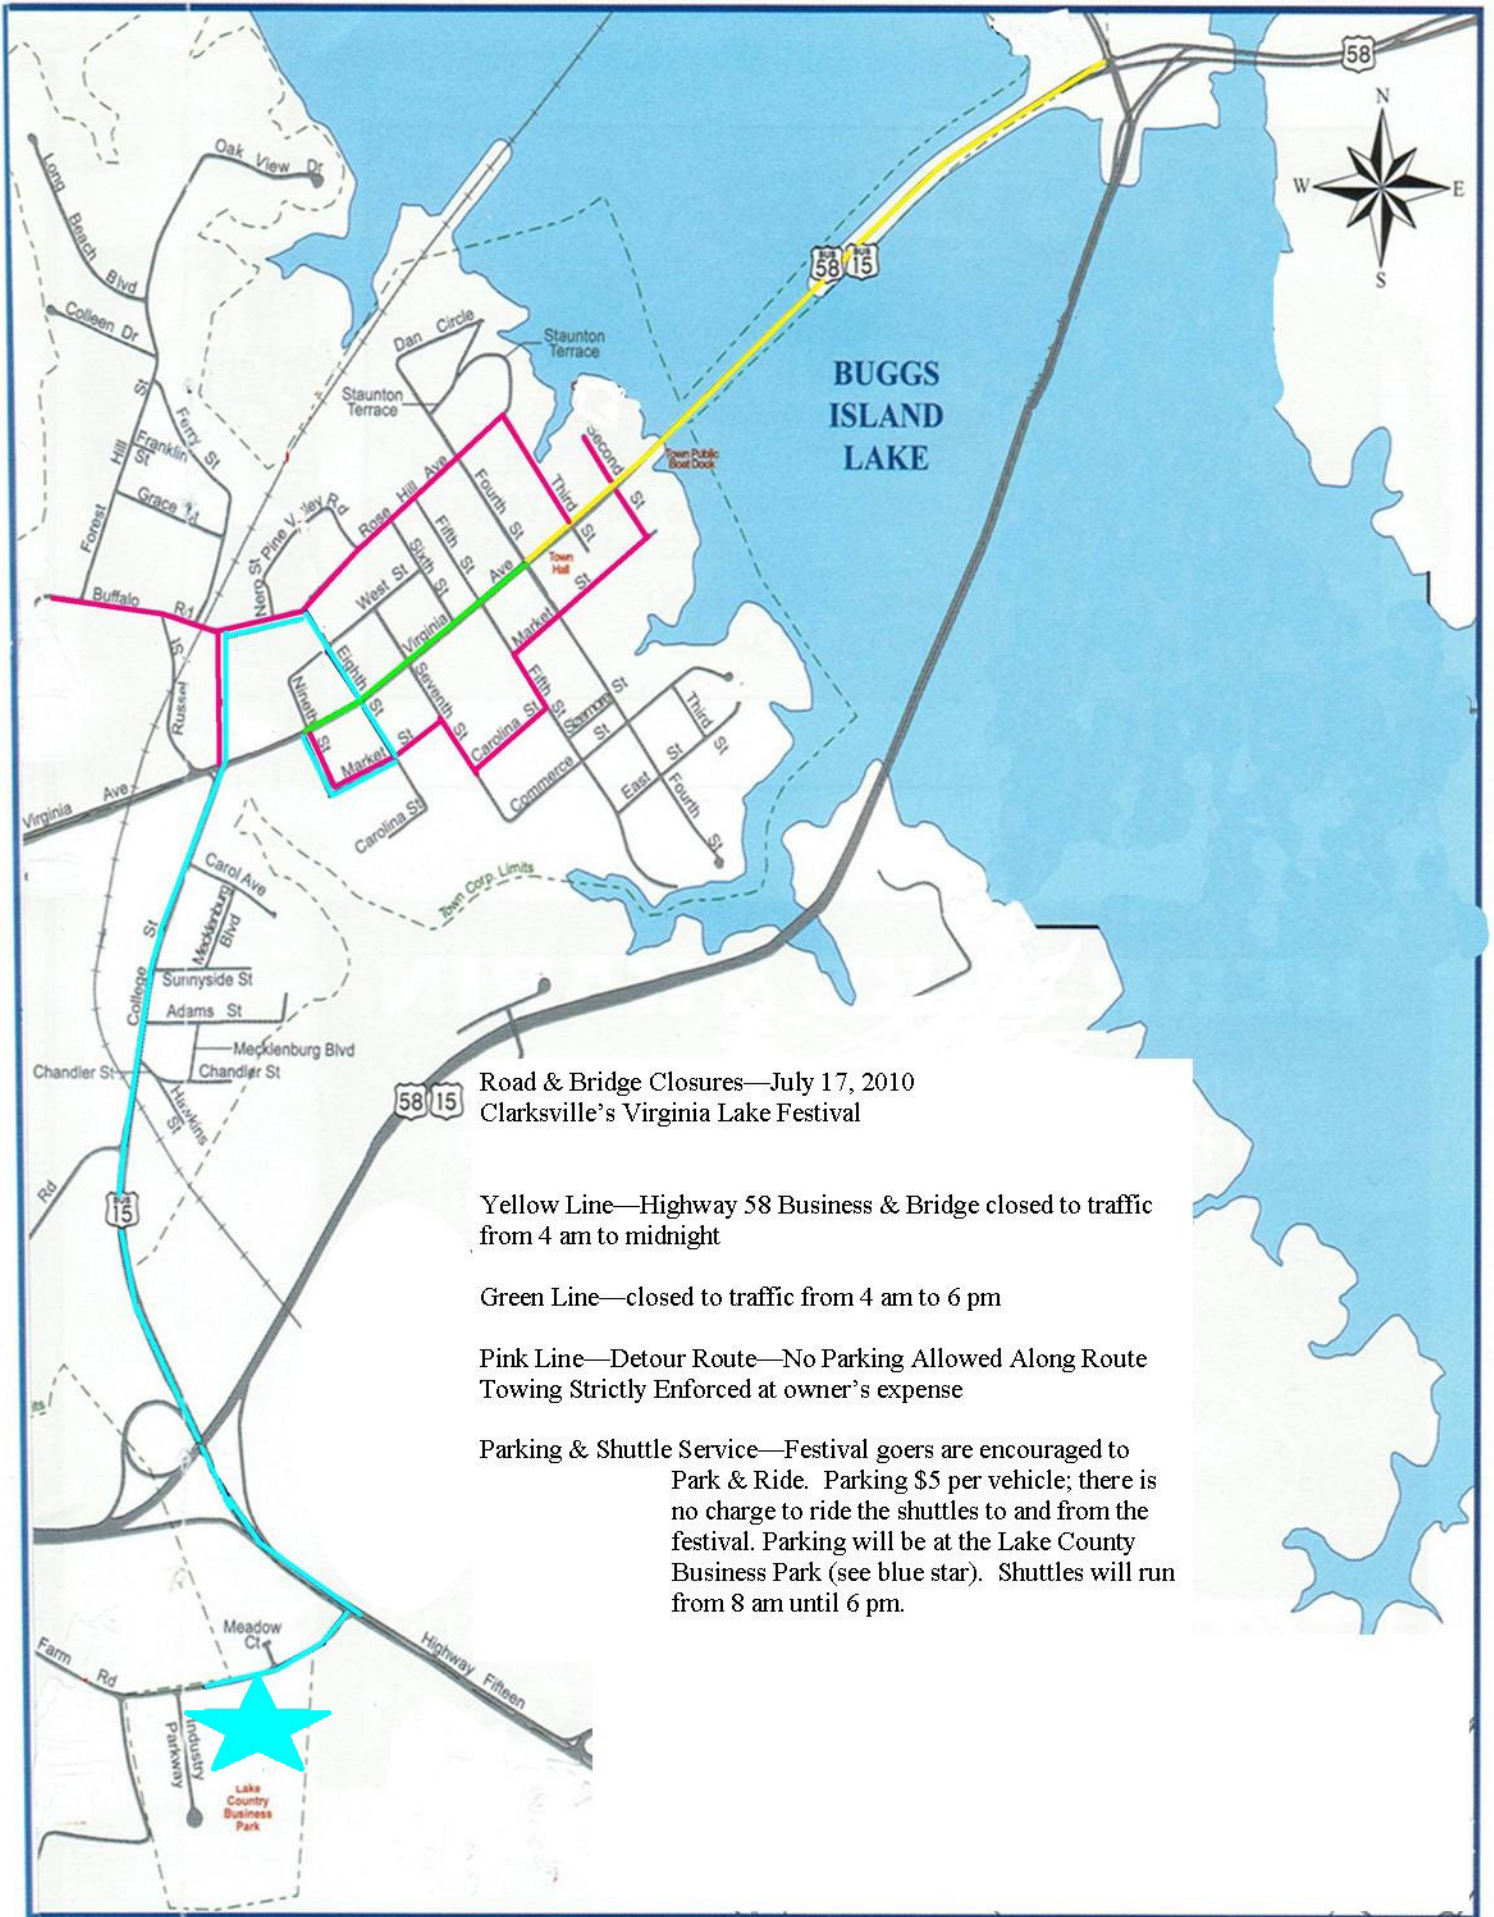 58
N
W
E
S
Oak View Dr
Long Beach Blvd
BUS 58
BUS 15
Colleen Dr
Dan Circle
Staunton
Terrace
Staunton
Terrace
BUGGS
ISLAND
LAKE
Ferry St
Franklin
St
Forest Hill St
Grace
Second St
Town Public
Boat Dock
Rose Hill Ave
Fourth St
Third St
Fifth St
Sixth St
Nero St
West St
Town
Hall
Buffalo Rd
Virginia Ave
Market St
Eighth St
Seventh St
Fifth St
Russel St
Nineth St
Sycamore St
Third St
Carolina St
Market St
Commerce St
East St
Fourth St
Virginia Ave
Carolina St
Carol Ave
Town Corp. Limits
Mecklenburg
Blvd
College St
Sunnyside St
Adams St
Mecklenburg Blvd
Chandler St
Chandler St
Hawkins
St
58 15
Road & Bridge Closures—July 17, 2010
Clarksville's Virginia Lake Festival
Rd
BUS
15
Yellow Line—Highway 58 Business & Bridge closed to traffic
from 4 am to midnight
Green Line—closed to traffic from 4 am to 6 pm
Pink Line—Detour Route—No Parking Allowed Along Route
Towing Strictly Enforced at owner's expense
Parking & Shuttle Service—Festival goers are encouraged to
Park & Ride. Parking $5 per vehicle; there is
no charge to ride the shuttles to and from the
festival. Parking will be at the Lake County
Business Park (see blue star). Shuttles will run
from 8 am until 6 pm.
Meadow
Ct
Farm Rd
Highway Fifteen
Industry
Parkway
Lake
Country
Business
Park